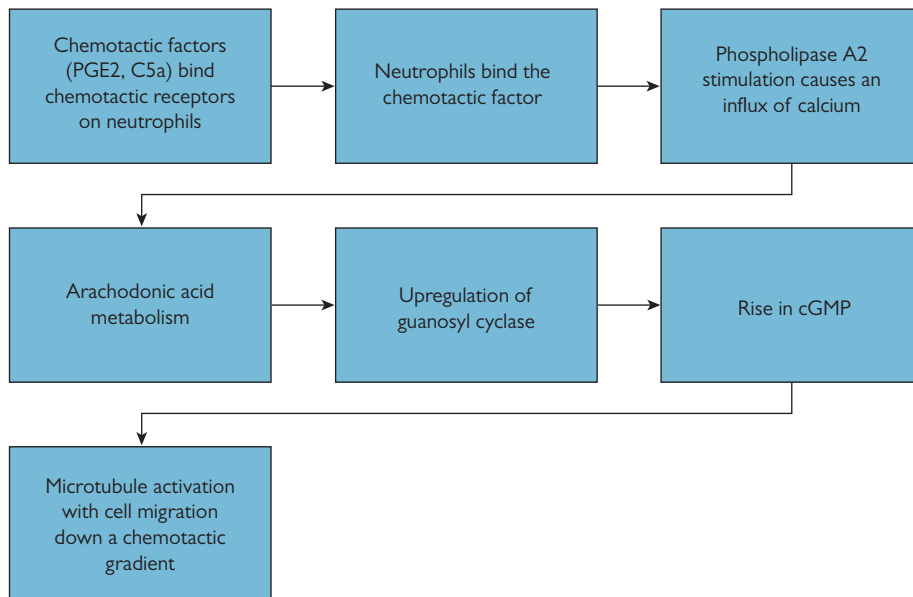 Chemotactic factors
(PGE2, C5a) bind
chemotactic receptors
on neutrophils
Neutrophils bind the
chemotactic factor
Phospholipase A2
stimulation causes an
influx of calcium
Arachodonic acid
metabolism
Upregulation of
guanosyl cyclase
Rise in cGMP
Microtubule activation
with cell migration
down a chemotactic
gradient